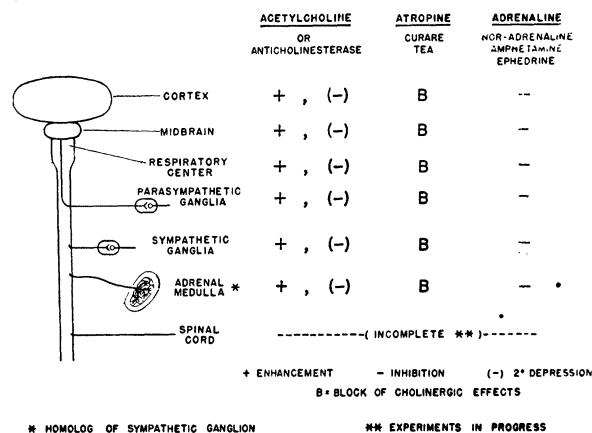 ACETYLCHOLINE ATROPINE ADRENALINE
OR CURARE NOR-ADRENALINE
ANTICHOLINESTERASE TEA AMPHETAMINE
EPHEDRINE
CORTEX + , (-) B --
MIDBRAIN + , (-) B -
RESPIRATORY CENTER + , (-) B -
PARASYMPATHETIC GANGLIA + , (-) B -
SYMPATHETIC GANGLIA + , (-) B -
ADRENAL MEDULLA * + , (-) B -
SPINAL CORD -----------( INCOMPLETE ** )-------
+ ENHANCEMENT - INHIBITION (-) 2° DEPRESSION
B = BLOCK OF CHOLINERGIC EFFECTS
* HOMOLOG OF SYMPATHETIC GANGLION ** EXPERIMENTS IN PROGRESS